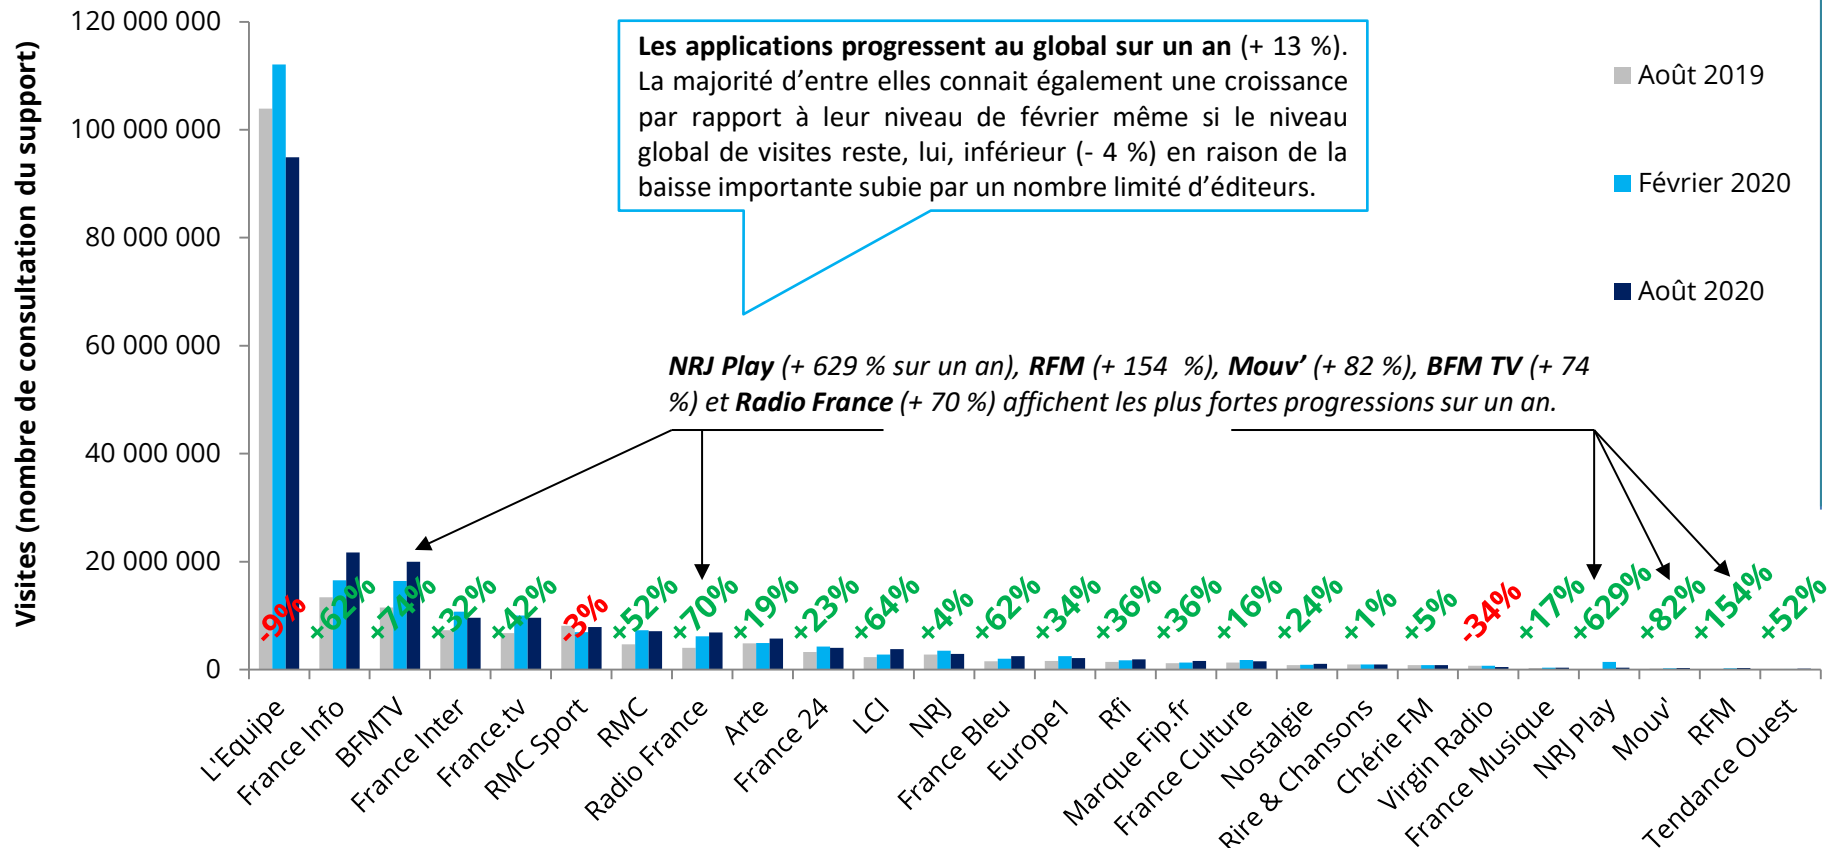 Visites (nombre de consultation du support)
120 000 000
100 000 000
80 000 000
60 000 000
40 000 000
20 000 000
0
Les applications progressent au global sur un an (+ 13 %).
La majorité d’entre elles connait également une croissance
par rapport à leur niveau de février même si le niveau
global de visites reste, lui, inférieur (- 4 %) en raison de la
baisse importante subie par un nombre limité d’éditeurs.
Août 2019
Février 2020
Août 2020
NRJ Play (+ 629 % sur un an), RFM (+ 154 %), Mouv’ (+ 82 %), BFM TV (+ 74
%) et Radio France (+ 70 %) affichent les plus fortes progressions sur un an.
-9%
+62%
+74%
+32%
+42%
-3%
+52%
+70%
+19%
+23%
+64%
+4%
+62%
+34%
+36%
+36%
+16%
+24%
+1%
+5%
-34%
+17%
+629%
+82%
+154%
+52%
L'Equipe
France Info
BFMTV
France Inter
France.tv
RMC Sport
RMC
Radio France
Arte
France 24
LCI
NRJ
France Bleu
Europe1
Rfi
Marque Fip.fr
France Culture
Nostalgie
Rire & Chansons
Chérie FM
Virgin Radio
France Musique
NRJ Play
Mouv'
RFM
Tendance Ouest